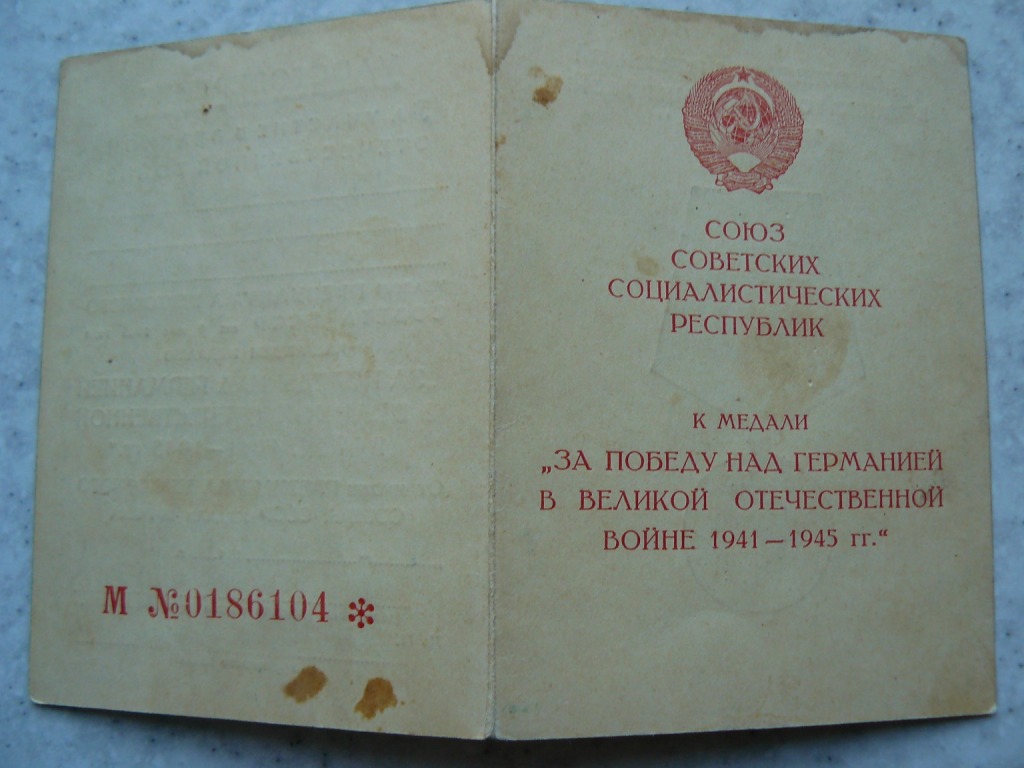 М №0186104 *
СОЮЗ
СОВЕТСКИХ
СОЦИАЛИСТИЧЕСКИХ
РЕСПУБЛИК
К МЕДАЛИ
„ЗА ПОБЕДУ НАД ГЕРМАНИЕЙ
В ВЕЛИКОЙ ОТЕЧЕСТВЕННОЙ
ВОЙНЕ 1941—1945 гг.“